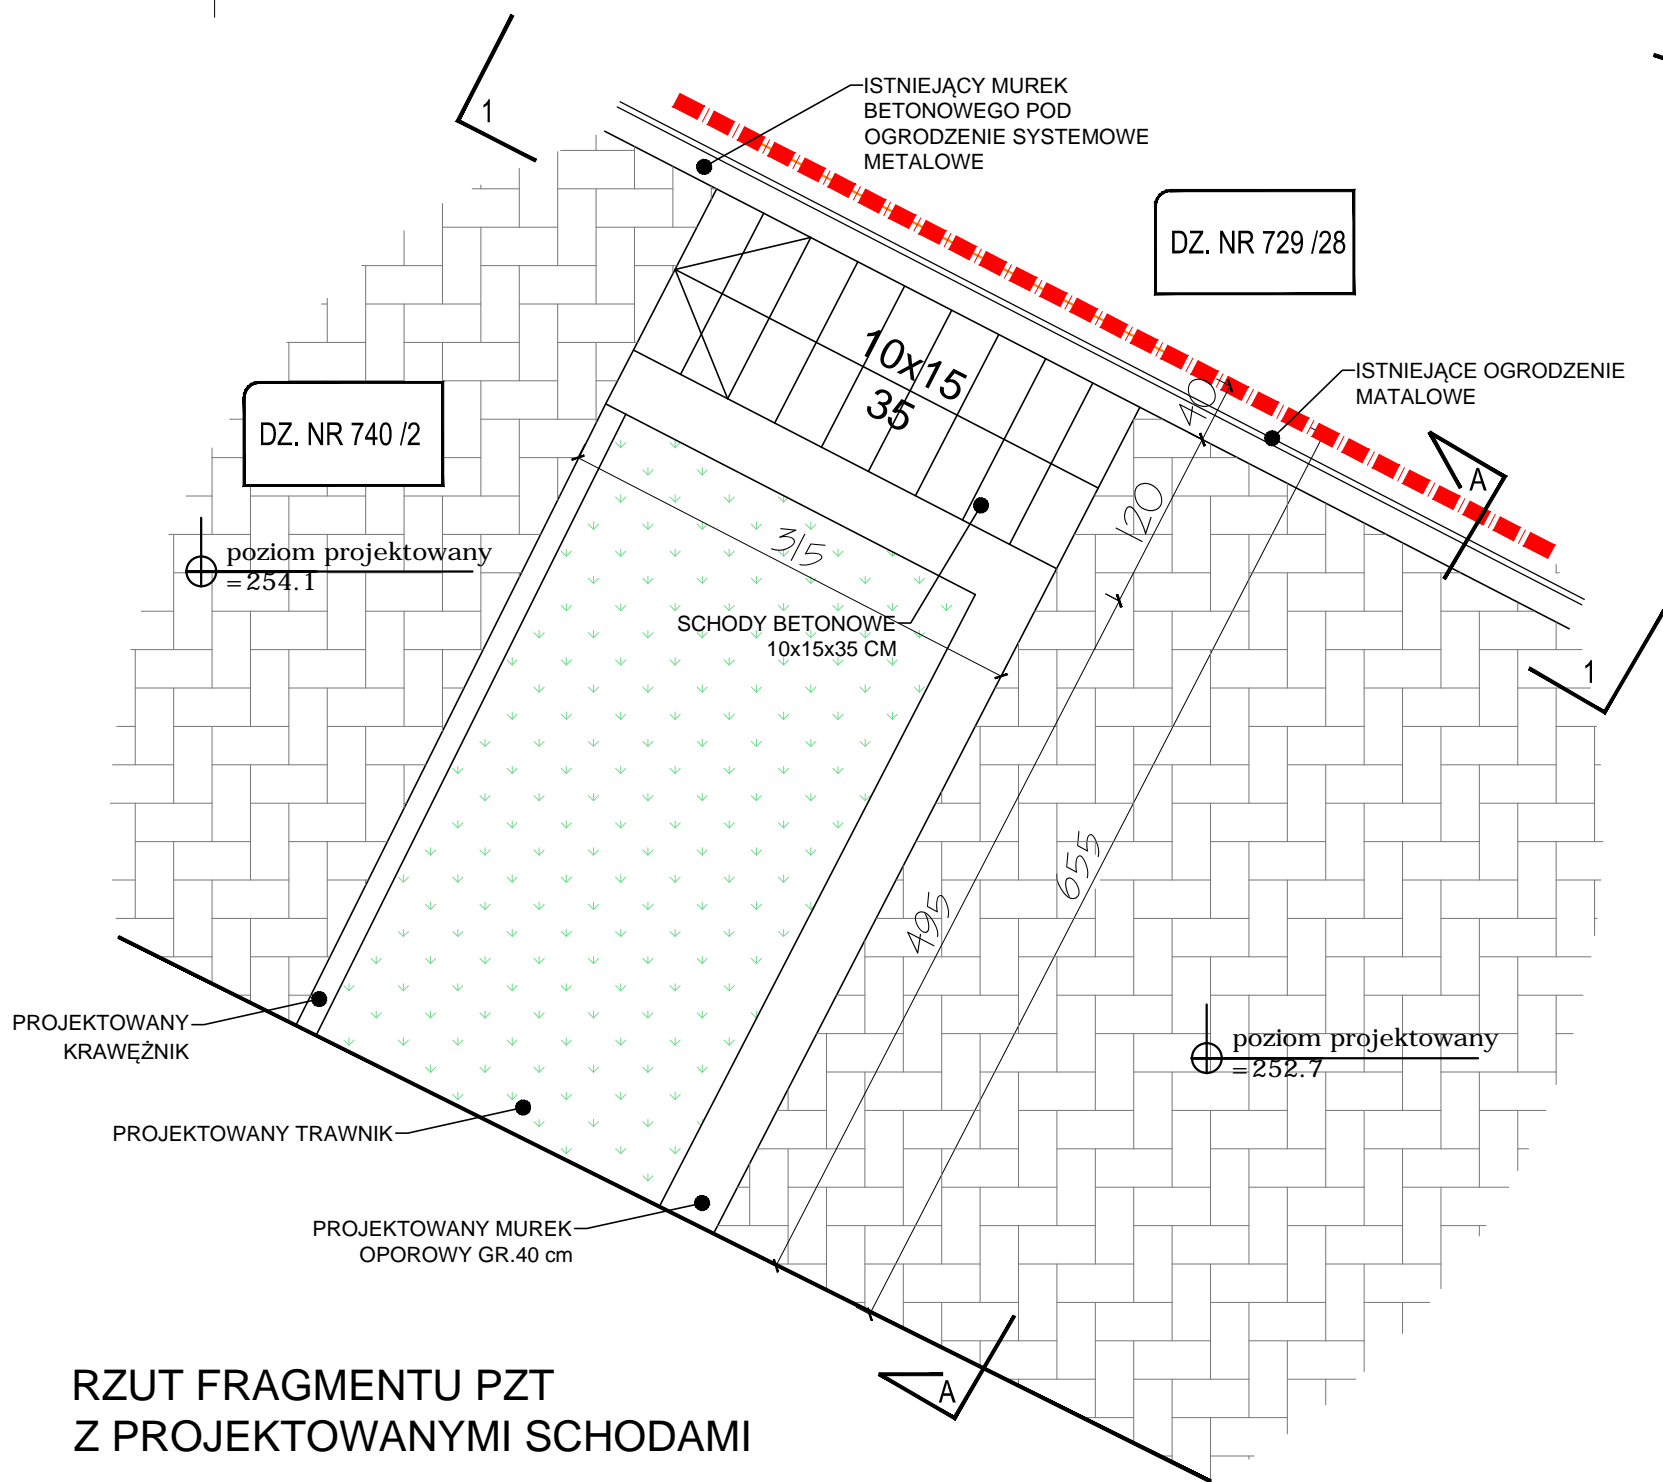 1
ISTNIEJĄCY MUREK
BETONOWEGO POD
OGRODZENIE SYSTEMOWE
METALOWE
DZ. NR 729 /28
10x15
35
40
ISTNIEJĄCE OGRODZENIE
MATALOWE
DZ. NR 740 /2
A
120
315
poziom projektowany
=254.1
SCHODY BETONOWE
10x15x35 CM
1
655
495
PROJEKTOWANY
KRAWĘŻNIK
poziom projektowany
=252.7
PROJEKTOWANY TRAWNIK
PROJEKTOWANY MUREK
OPOROWY GR.40 cm
A
RZUT FRAGMENTU PZT
Z PROJEKTOWANYMI SCHODAMI